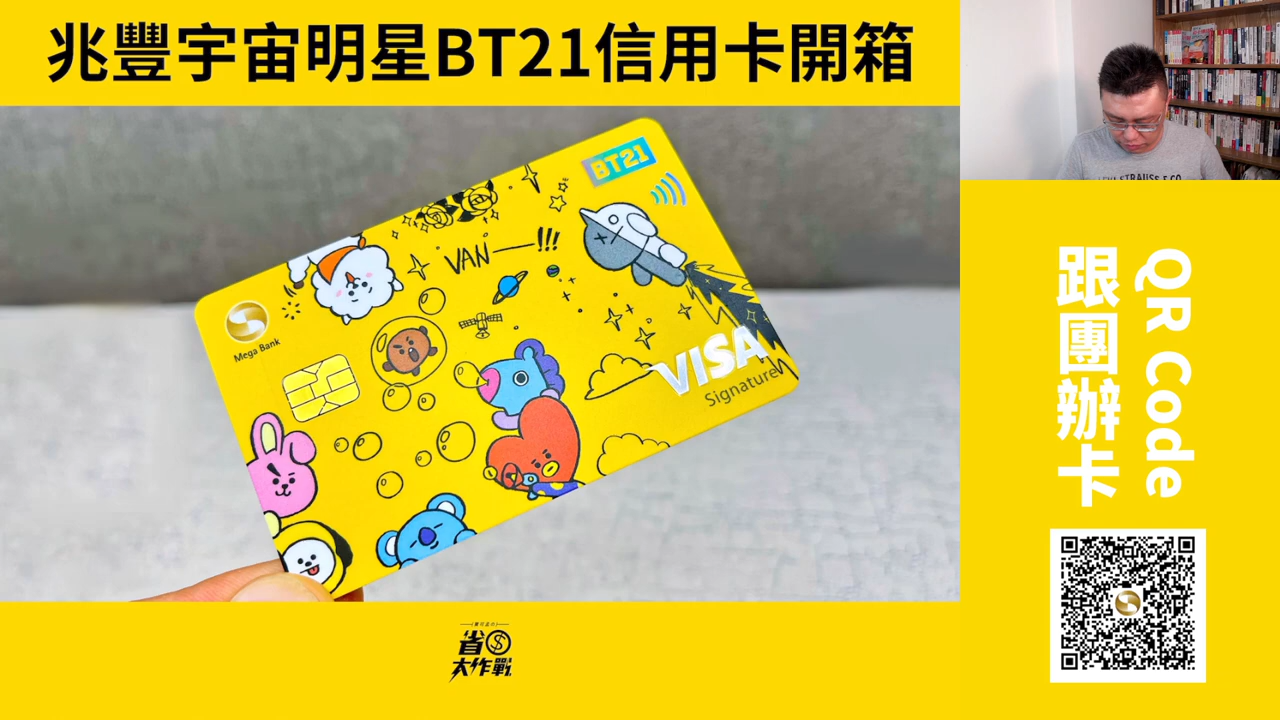 兆豐宇宙明星BT21信用卡開箱
BT21
VAN—!!!
Mega Bank
VISA
Signature
QR Code
跟團辦卡
省$
大作戰